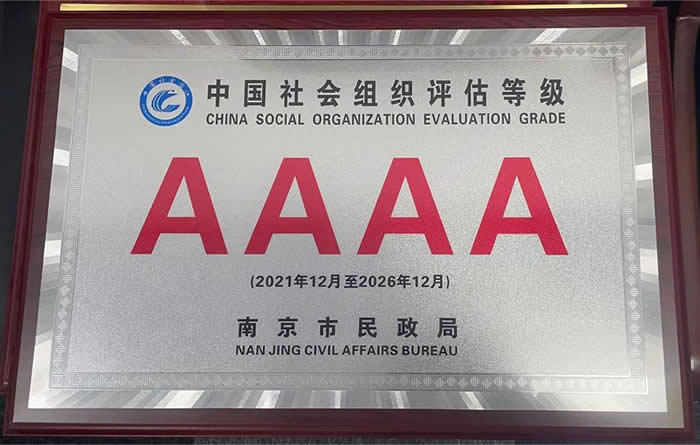 中国社会组织评估等级
CHINA SOCIAL ORGANIZATION EVALUATION GRADE
AAAA
(2021年12月至2026年12月)
南京市民政局
NAN JING CIVIL AFFAIRS BUREAU